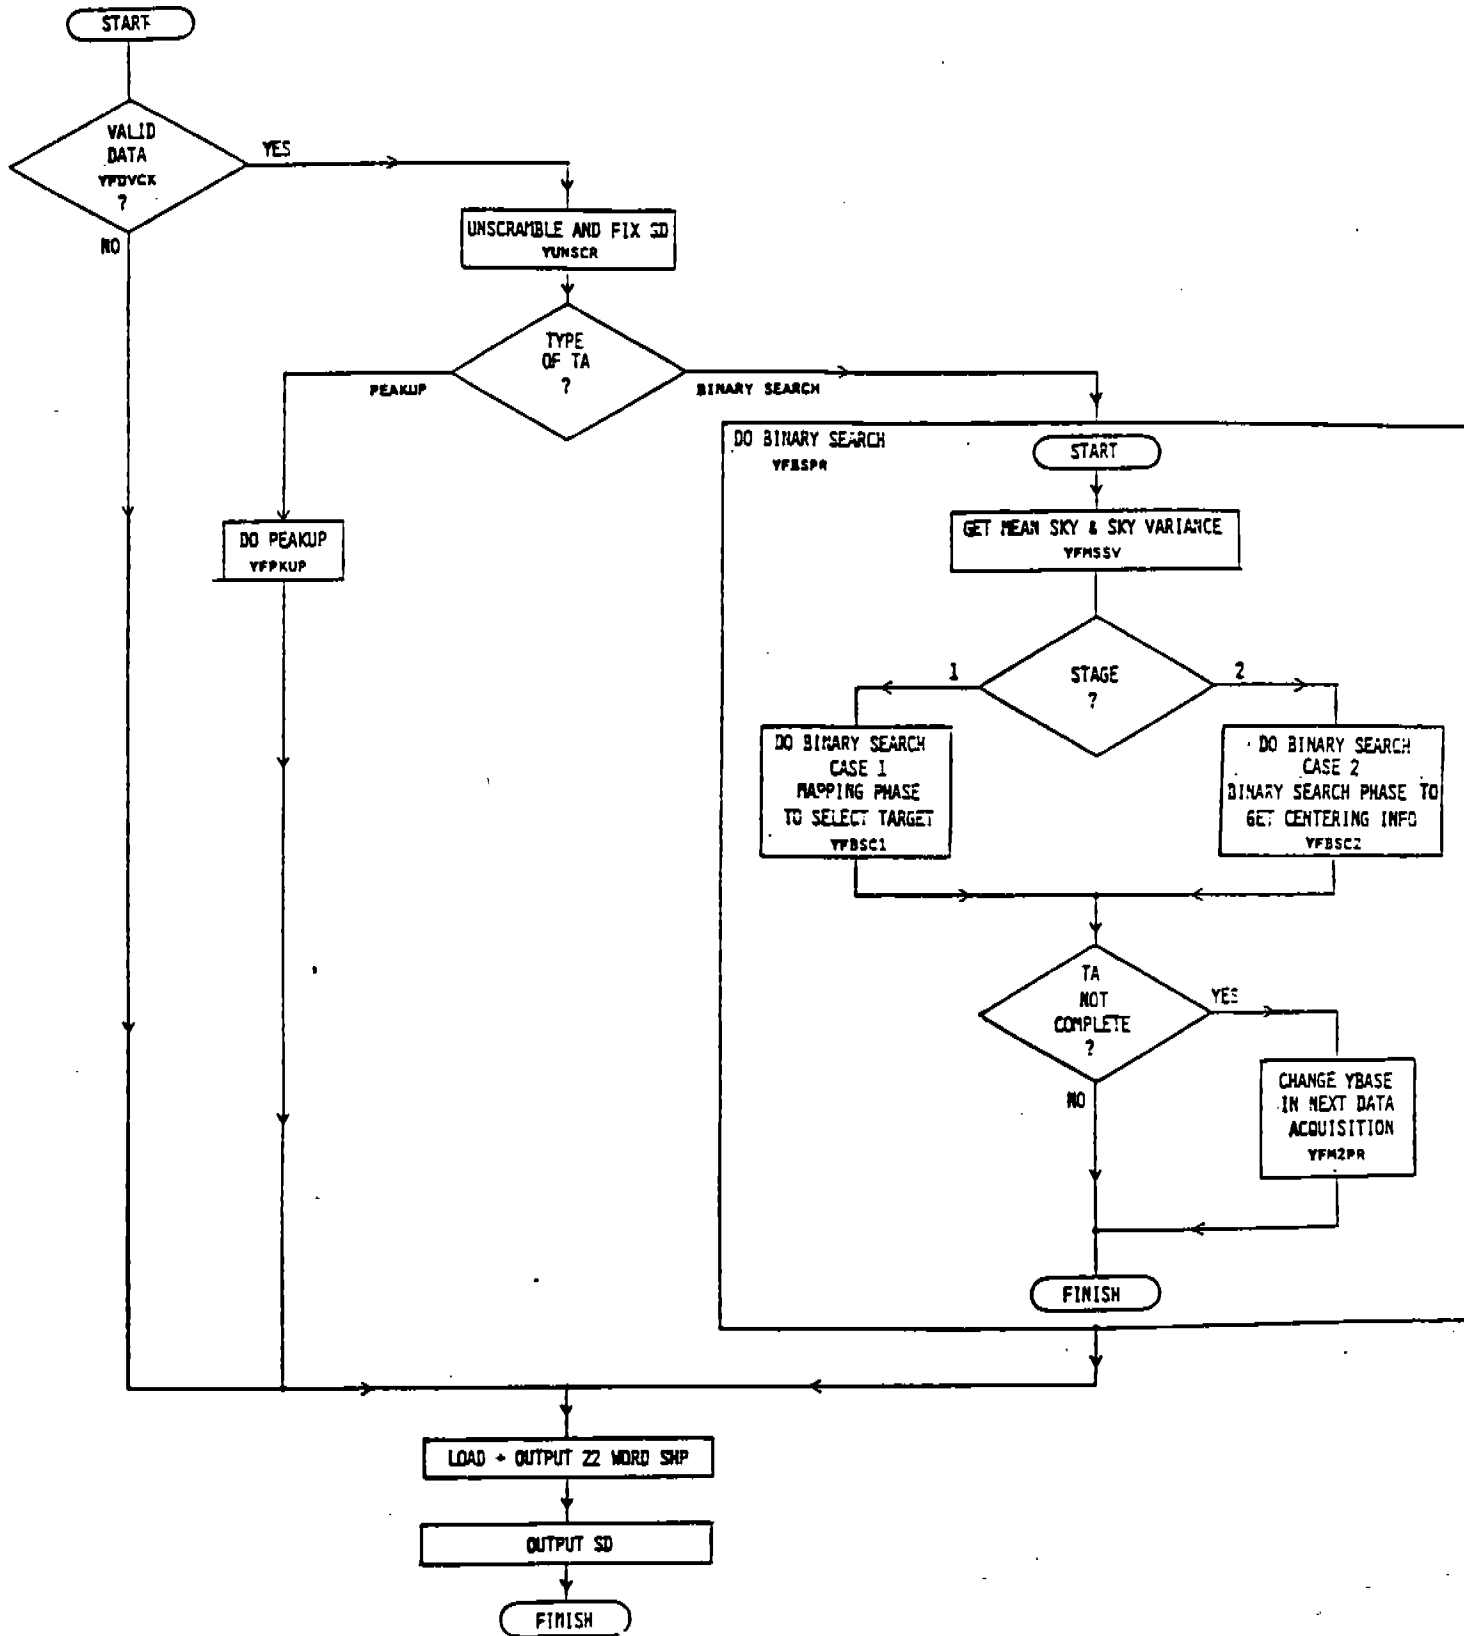 START
VALID
DATA
YFDVCK
?
YES
NO
UNSCRAMBLE AND FIX SD
YUNSCR
TYPE
OF TA
?
PEAKUP
BINARY SEARCH
DO PEAKUP
YFPKUP
DO BINARY SEARCH
YFBSPR
START
GET MEAN SKY & SKY VARIANCE
YFMSSV
STAGE
?
1
2
DO BINARY SEARCH
CASE 1
MAPPING PHASE
TO SELECT TARGET
YFBSC1
DO BINARY SEARCH
CASE 2
BINARY SEARCH PHASE TO
GET CENTERING INFO
YFBSC2
TA
NOT
COMPLETE
?
YES
NO
CHANGE YBASE
IN NEXT DATA
ACQUISITION
YFM2PR
FINISH
LOAD + OUTPUT 22 WORD SHP
OUTPUT SD
FINISH